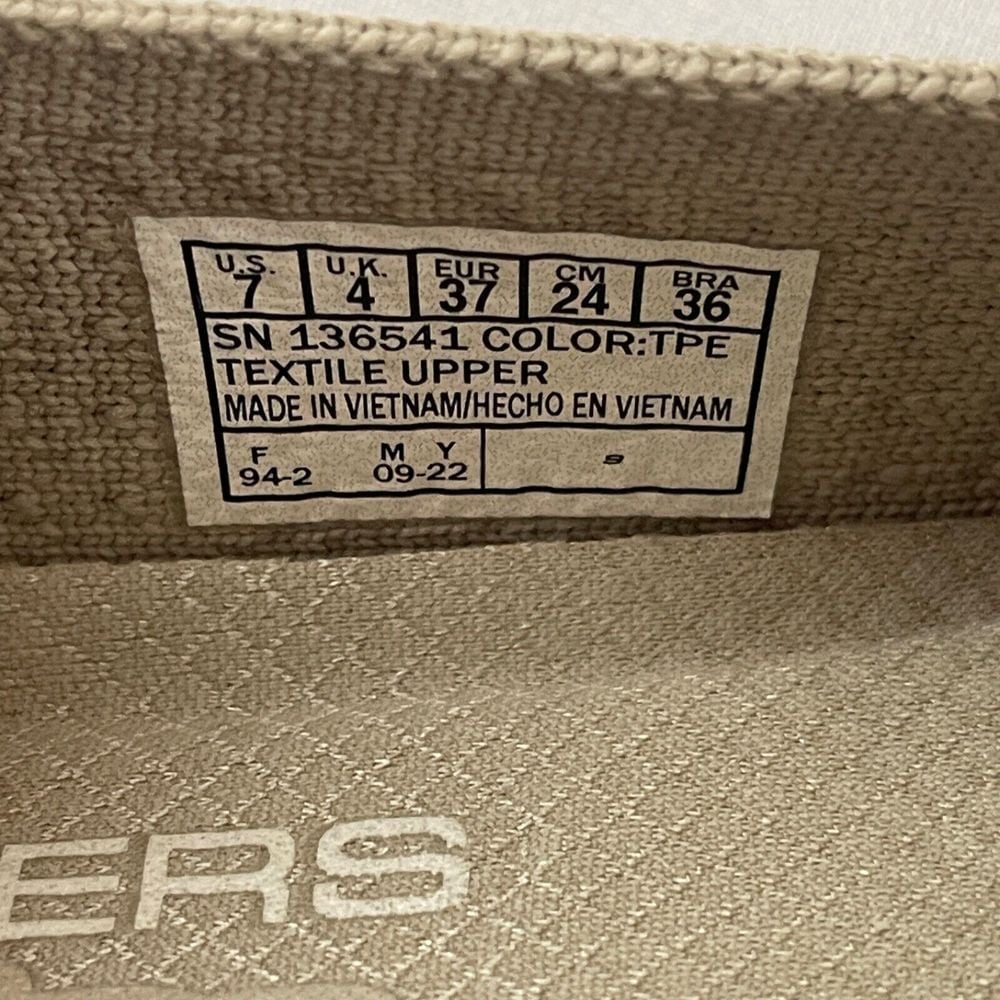 U.S. U.K. EUR CM BRA
7 4 37 24 36
SN 136541 COLOR:TPE
TEXTILE UPPER
MADE IN VIETNAM/HECHO EN VIETNAM
F M Y
94-2 09-22 S
ERS